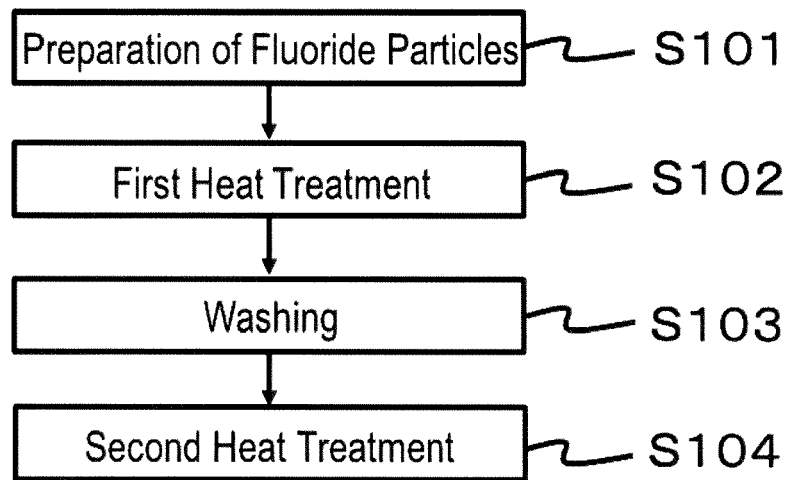 Preparation of Fluoride Particles S101
First Heat Treatment S102
Washing S103
Second Heat Treatment S104